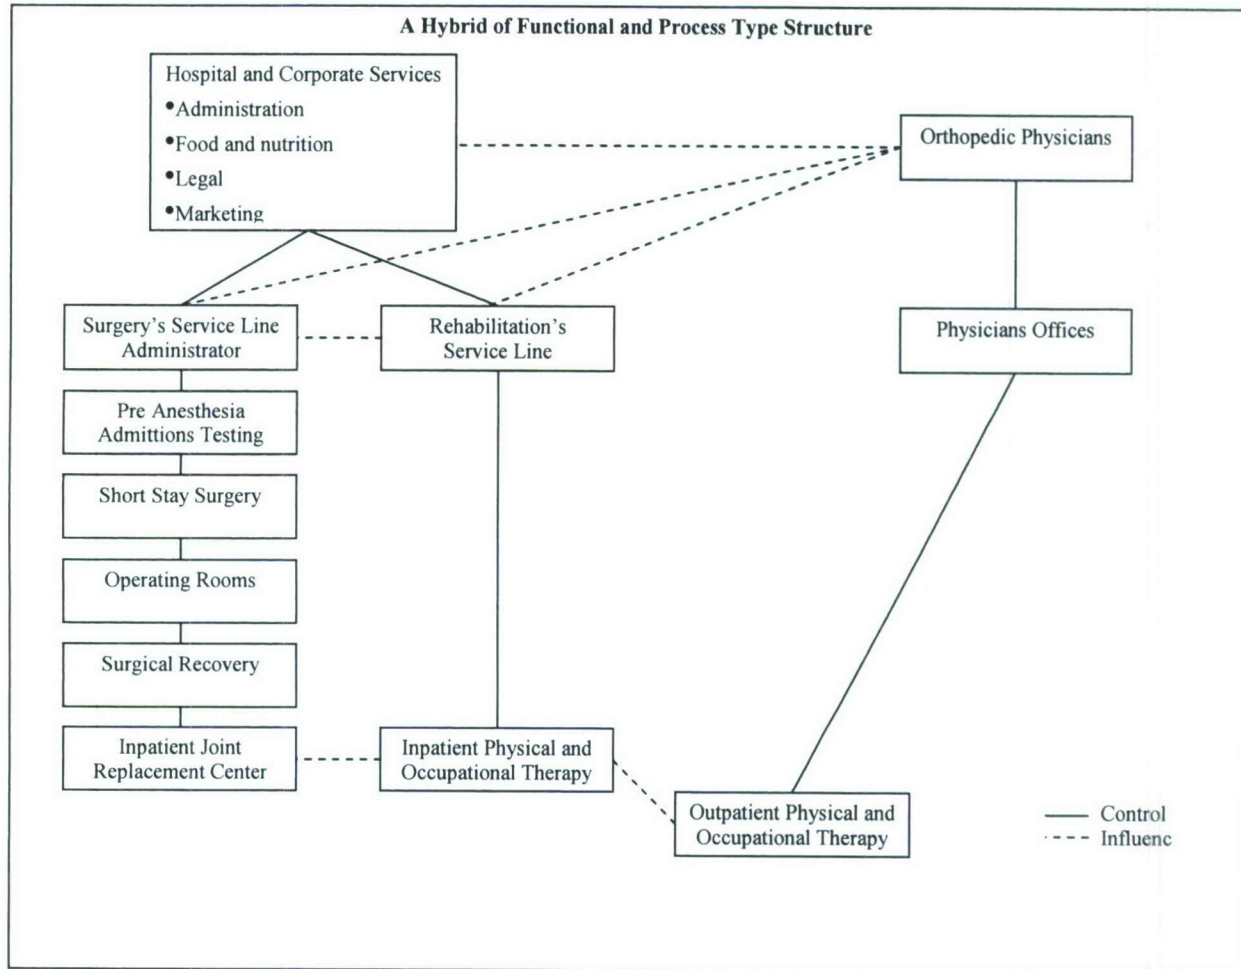 A Hybrid of Functional and Process Type Structure
Hospital and Corporate Services
•Administration
•Food and nutrition
•Legal
•Marketing
Orthopedic Physicians
Surgery's Service Line
Administrator
Rehabilitation's
Service Line
Physicians Offices
Pre Anesthesia
Admittions Testing
Short Stay Surgery
Operating Rooms
Surgical Recovery
Inpatient Joint
Replacement Center
Inpatient Physical and
Occupational Therapy
Outpatient Physical and
Occupational Therapy
Control
Influenc